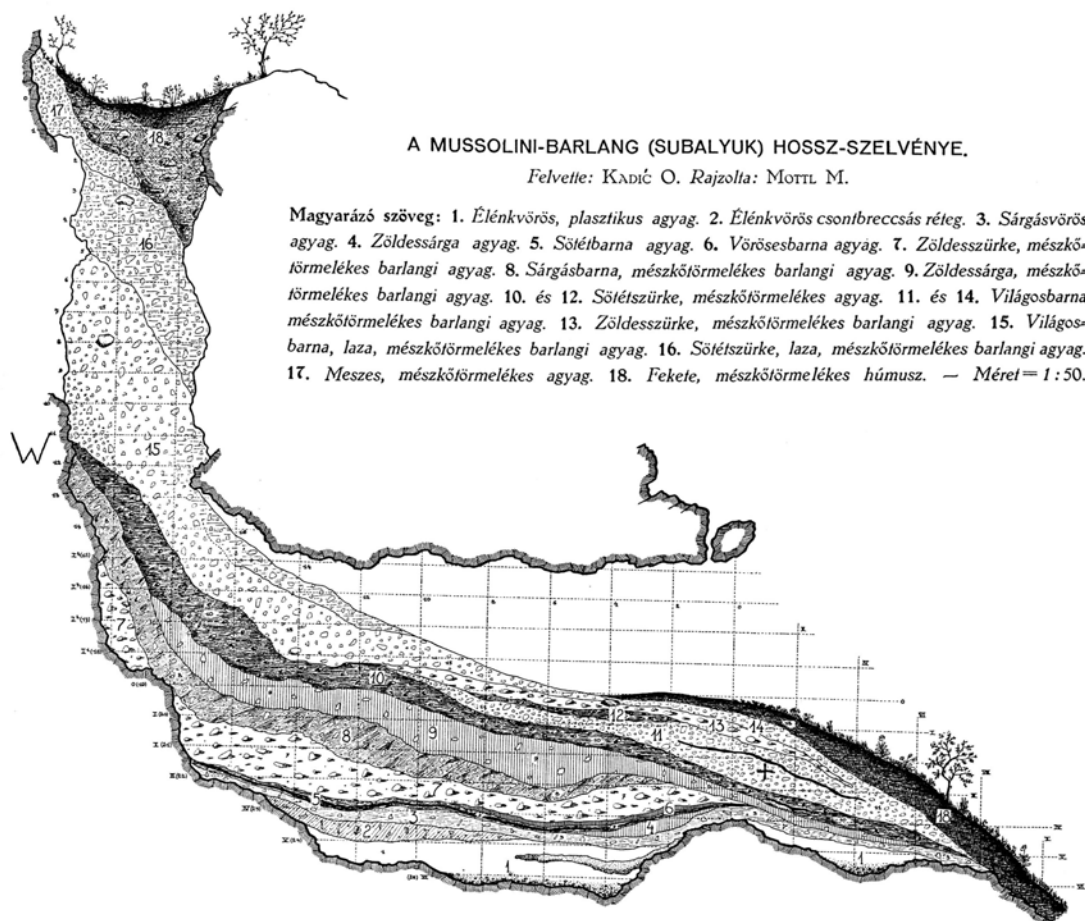 A MUSSOLINI-BARLANG (SUBALYUK) HOSSZ-SZELVÉNYE.
Felvette: KADIĆ O. Rajzolta: MOTTL M.
Magyarázó szöveg: 1. Élénkvörös, plasztikus agyag. 2. Élénkvörös csontbreccsás réteg. 3. Sárgásvörös
agyag. 4. Zöldessárga agyag. 5. Sötétbarna agyag. 6. Vörösesbarna agyag. 7. Zöldesszürke, mészkő-
törmelékes barlangi agyag. 8. Sárgásbarna, mészkőtörmelékes barlangi agyag. 9. Zöldessárga, mészkő-
törmelékes barlangi agyag. 10. és 12. Sötétszürke, mészkőtörmelékes agyag. 11. és 14. Világosbarna
mészkőtörmelékes barlangi agyag. 13. Zöldesszürke, mészkőtörmelékes barlangi agyag. 15. Világos-
barna, laza, mészkőtörmelékes barlangi agyag. 16. Sötétszürke, laza, mészkőtörmelékes barlangi agyag.
17. Meszes, mészkőtörmelékes agyag. 18. Fekete, mészkőtörmelékes húmusz. — Méret = 1 : 50.
17
18
16
15
W
7
10
12
13
14
11
9
8
7
5
6
3
2
4
18
1
1